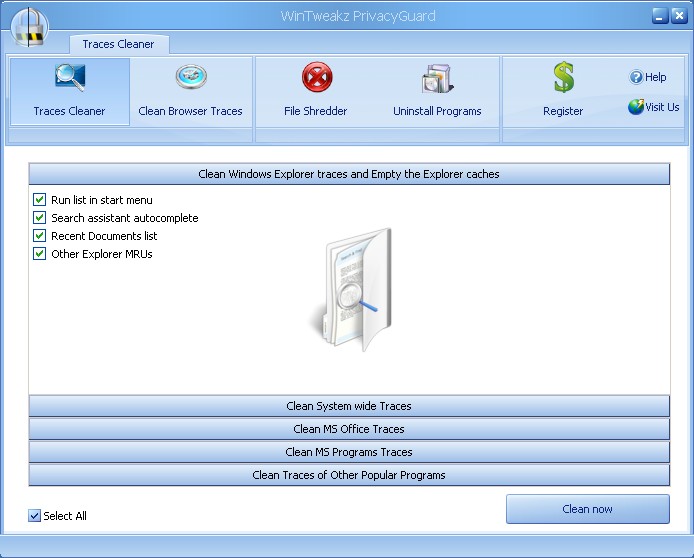 WinTweakz PrivacyGuard
Traces Cleaner
Traces Cleaner
Clean Browser Traces
File Shredder
Uninstall Programs
Register
Help
Visit Us
Clean Windows Explorer traces and Empty the Explorer caches
Run list in start menu
Search assistant autocomplete
Recent Documents list
Other Explorer MRUs
Clean System wide Traces
Clean MS Office Traces
Clean MS Programs Traces
Clean Traces of Other Popular Programs
Select All
Clean now